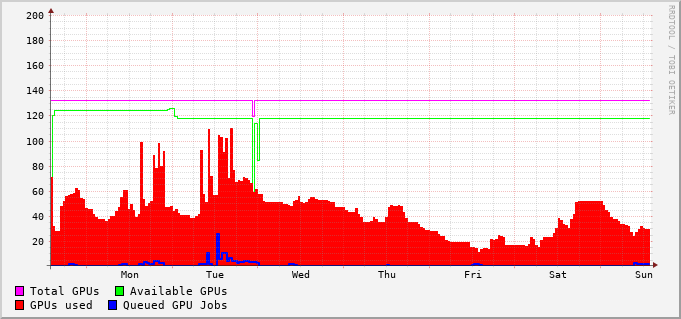 200
180
160
140
120
100
80
60
40
20
Mon Tue Wed Thu Fri Sat Sun
Total GPUs Available GPUs
GPUs used Queued GPU Jobs
RRDTOOL / TOBI OETIKER